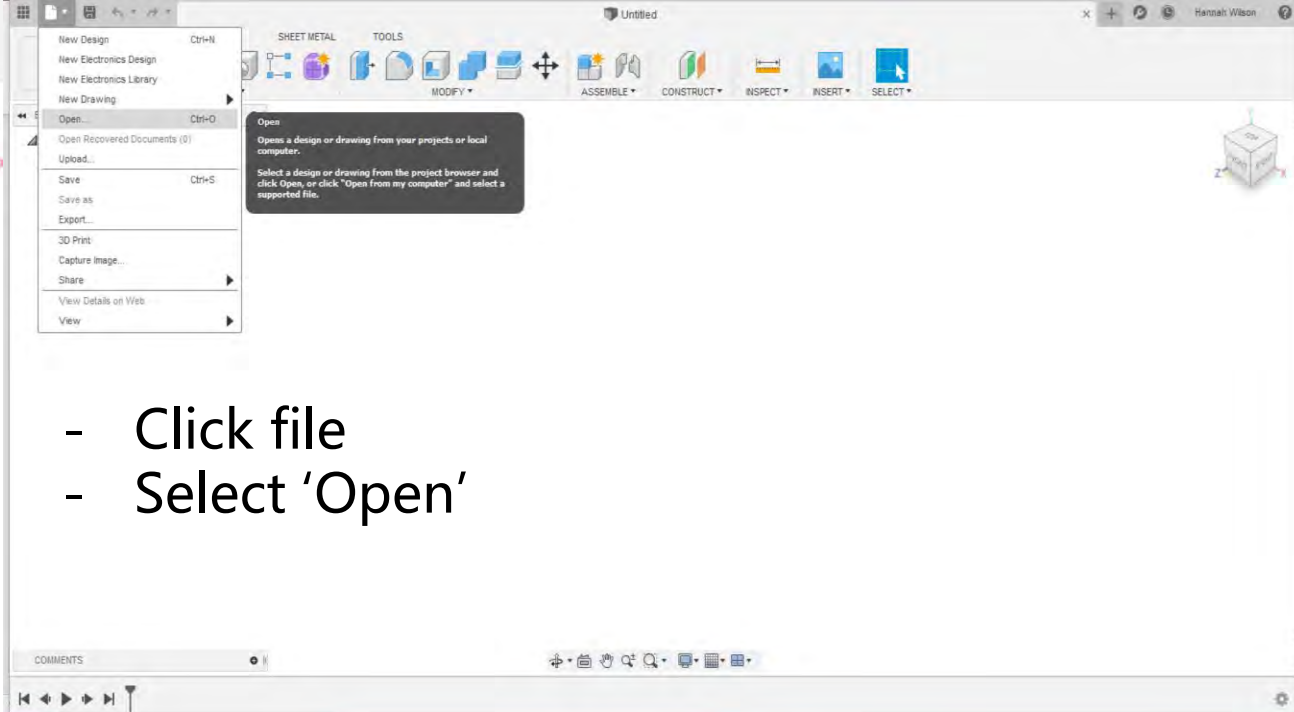 Untitled
Hannah Wilson
New Design Ctrl+N
SHEET METAL TOOLS
New Electronics Design
New Electronics Library
New Drawing
MODIFY ASSEMBLE CONSTRUCT INSPECT INSERT SELECT
Open... Ctrl+O
Open Recovered Documents (0)
Upload...
Save Ctrl+S
Save as
Export...
3D Print
Capture Image...
Share
View Details on Web
View
Open
Opens a design or drawing from your projects or local
computer.
Select a design or drawing from the project browser and
click Open, or click "Open from my computer" and select a
supported file.
Z
X
- Click file
- Select ‘Open’
COMMENTS